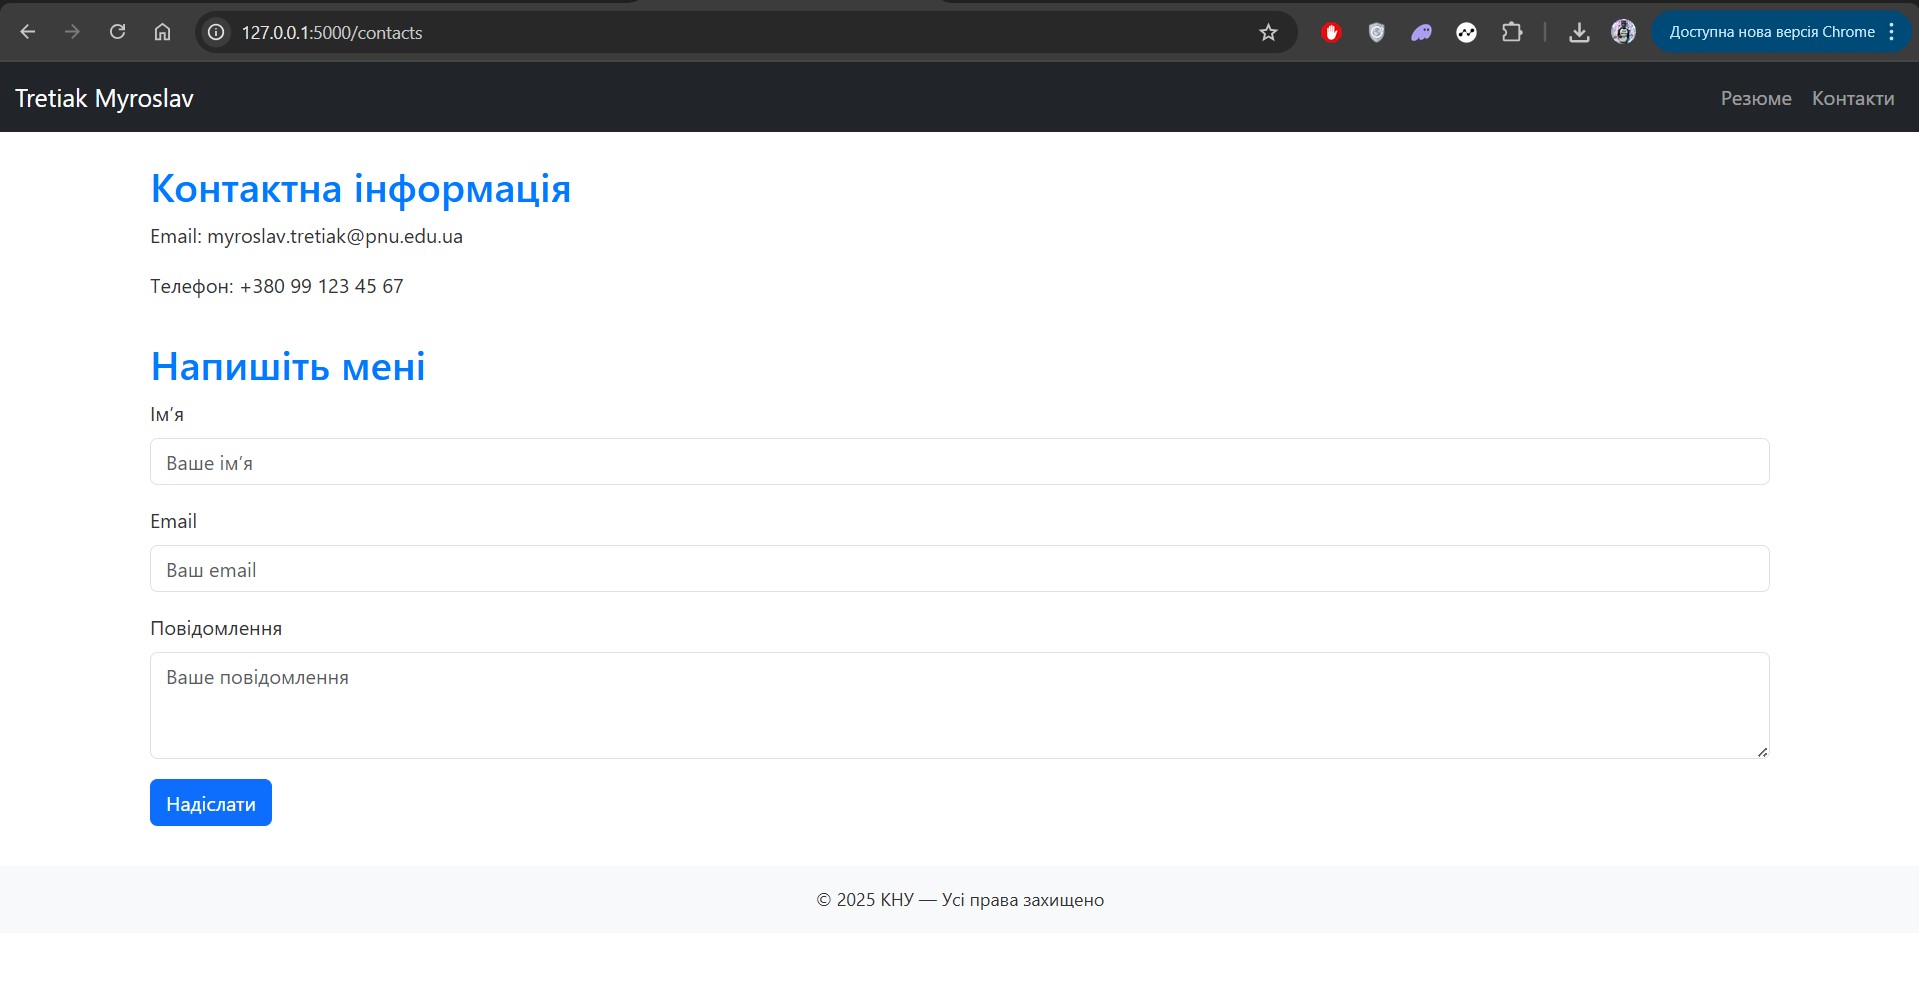 127.0.0.1:5000/contacts
Доступна нова версія Chrome
Tretiak Myroslav
Резюме
Контакти
Контактна інформація
Email: myroslav.tretiak@pnu.edu.ua
Телефон: +380 99 123 45 67
Напишіть мені
Ім’я
Ваше ім’я
Email
Ваш email
Повідомлення
Ваше повідомлення
Надіслати
© 2025 КНУ — Усі права захищено